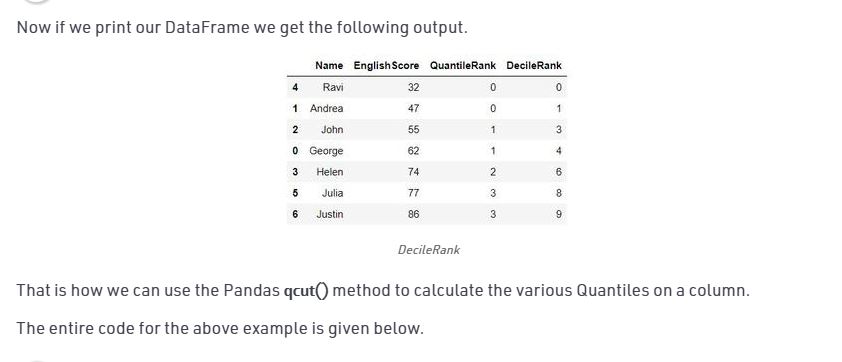 Now if we print our DataFrame we get the following output.
Name EnglishScore QuantileRank DecileRank
4 Ravi 32 0 0
1 Andrea 47 0 1
2 John 55 1 3
0 George 62 1 4
3 Helen 74 2 6
5 Julia 77 3 8
6 Justin 86 3 9
DecileRank
That is how we can use the Pandas qcut() method to calculate the various Quantiles on a column.
The entire code for the above example is given below.